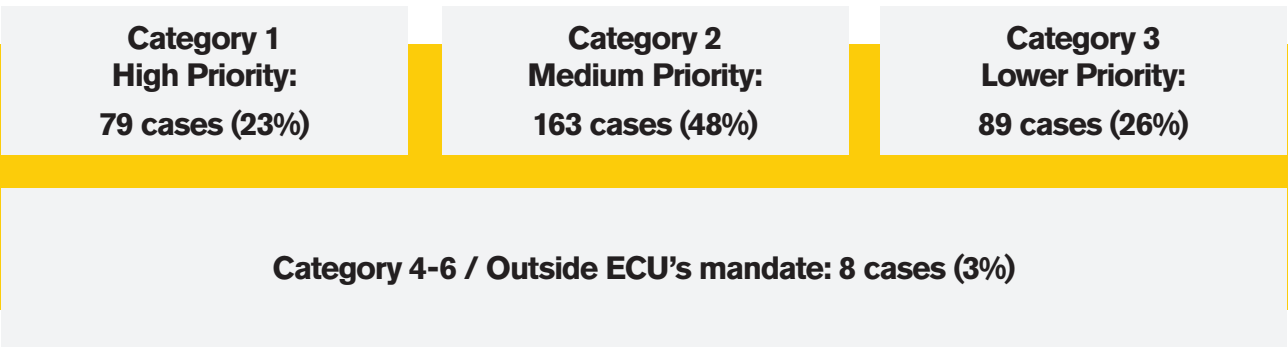 Category 1
High Priority:
79 cases (23%)
Category 2
Medium Priority:
163 cases (48%)
Category 3
Lower Priority:
89 cases (26%)
Category 4-6 / Outside ECU’s mandate: 8 cases (3%)